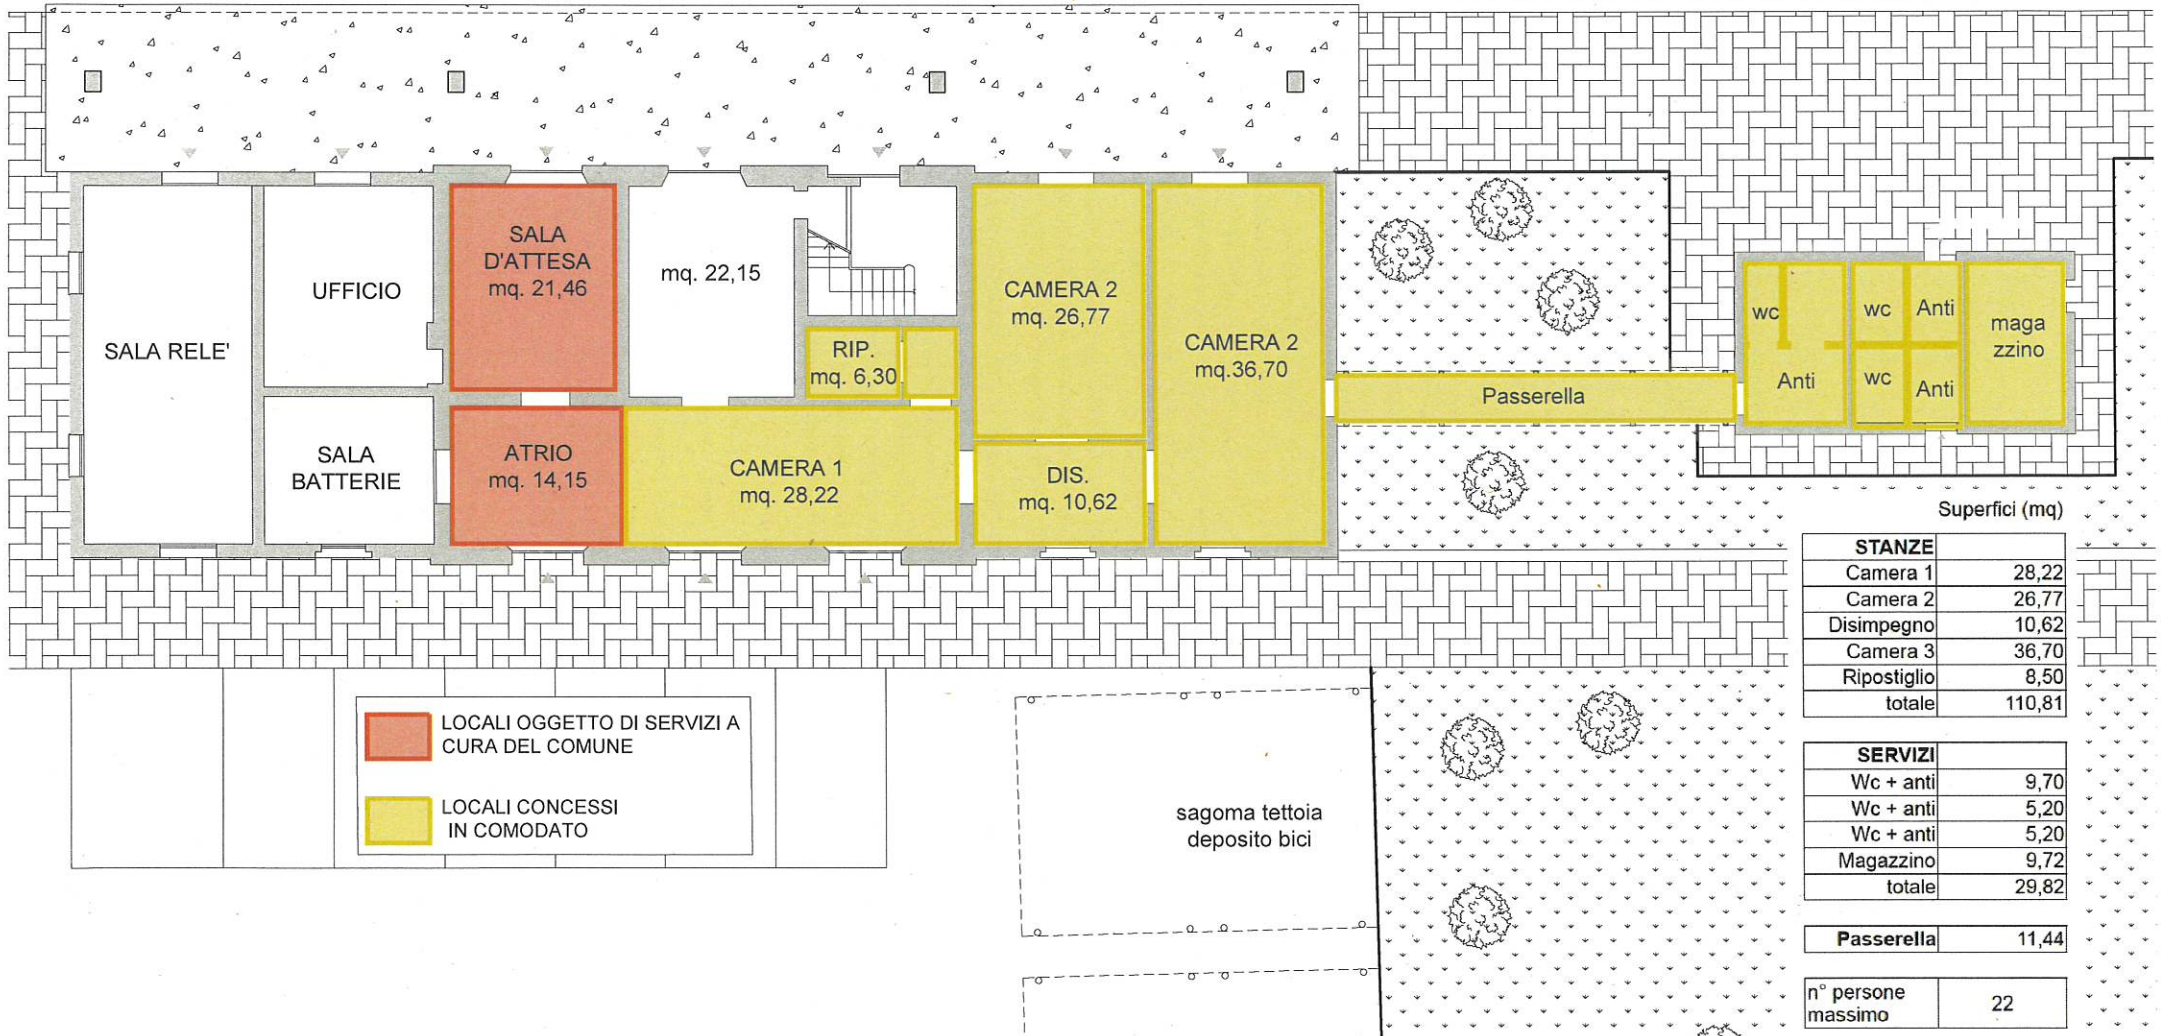 SALA RELE'
UFFICIO
SALA
BATTERIE
SALA
D'ATTESA
mq. 21,46
ATRIO
mq. 14,15
mq. 22,15
RIP.
mq. 6,30
CAMERA 1
mq. 28,22
CAMERA 2
mq. 26,77
DIS.
mq. 10,62
CAMERA 2
mq.36,70
Passerella
wc
Anti
wc
Anti
wc
Anti
maga
zzino
LOCALI OGGETTO DI SERVIZI A
CURA DEL COMUNE
LOCALI CONCESSI
IN COMODATO
sagoma tettoia
deposito bici
Superfici (mq)
STANZE
Camera 1 28,22
Camera 2 26,77
Disimpegno 10,62
Camera 3 36,70
Ripostiglio 8,50
totale 110,81
SERVIZI
Wc + anti 9,70
Wc + anti 5,20
Wc + anti 5,20
Magazzino 9,72
totale 29,82
Passerella 11,44
n° persone
massimo 22